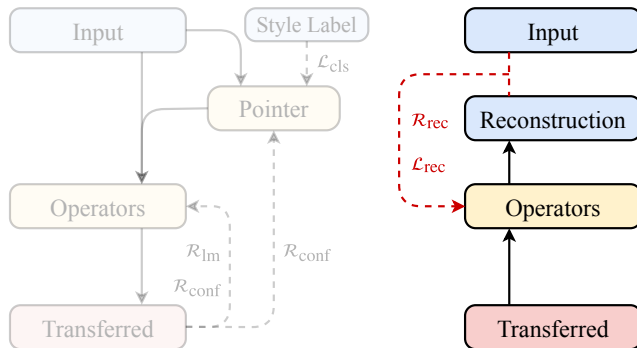 Input
Style Label
ℒcls
Pointer
Operators
ℛlm
ℛconf
ℛconf
Transferred
Input
ℛrec
Reconstruction
ℒrec
Operators
Transferred